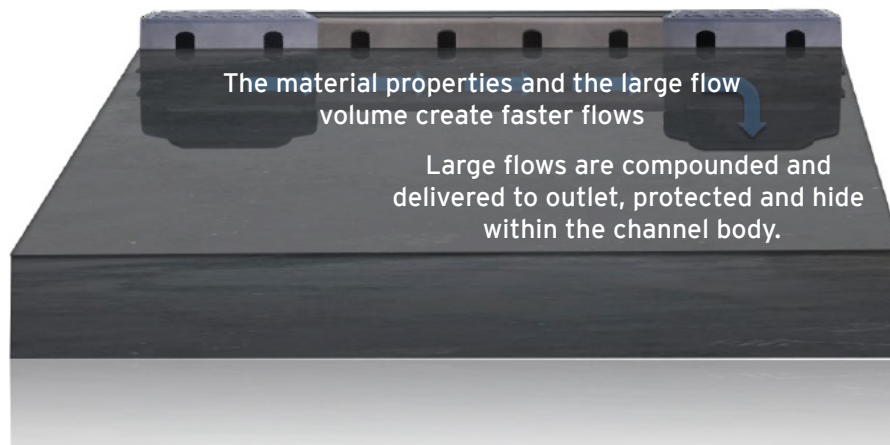 The material properties and the large flow
volume create faster flows
Large flows are compounded and
delivered to outlet, protected and hide
within the channel body.